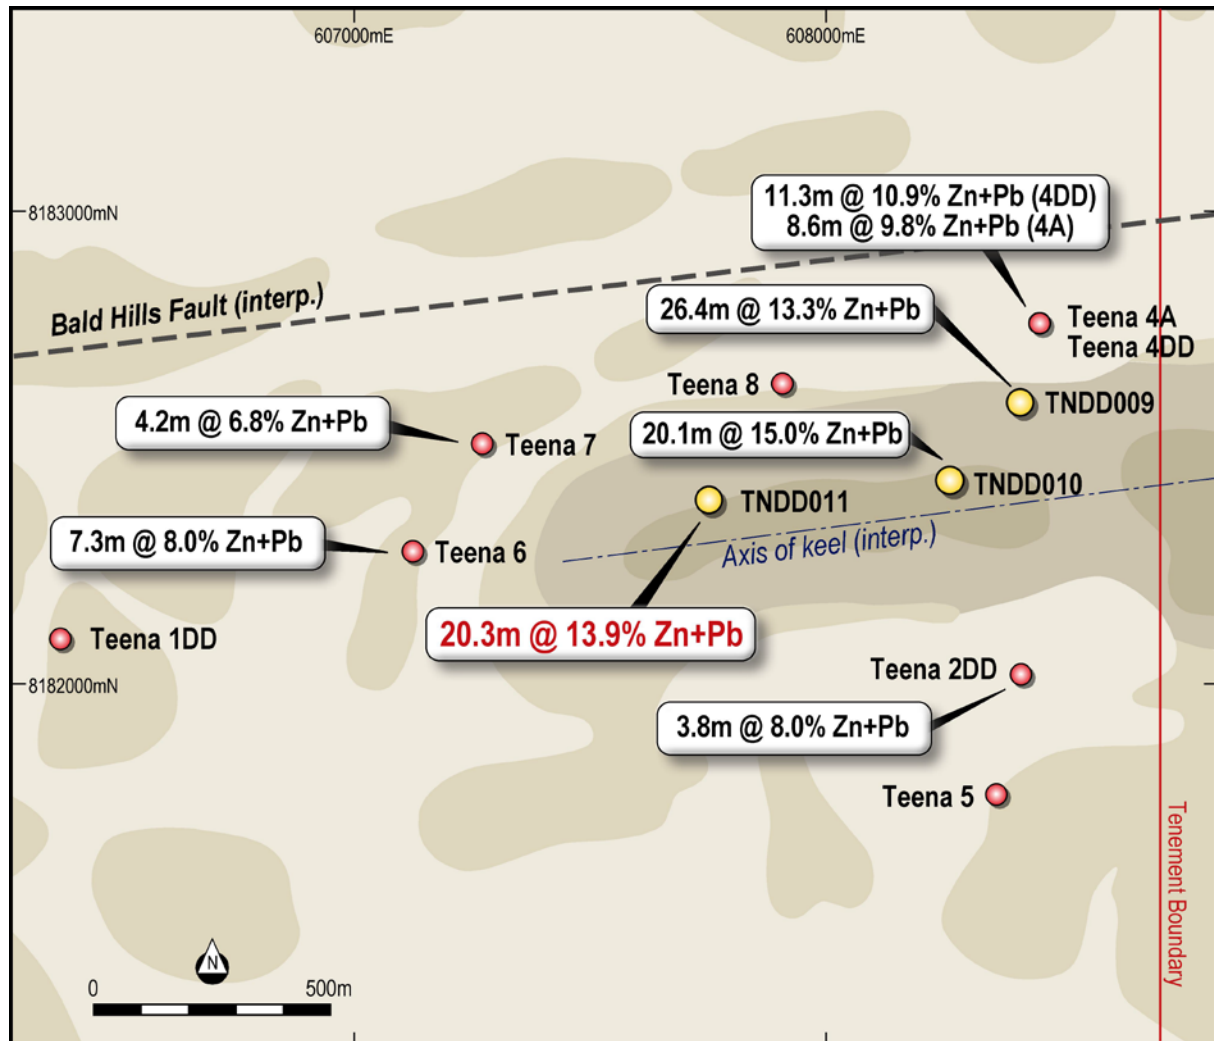 607000mE
608000mE
11.3m @ 10.9% Zn+Pb (4DD)
8.6m @ 9.8% Zn+Pb (4A)
8183000mN
Bald Hills Fault (interp.)
26.4m @ 13.3% Zn+Pb
Teena 4A
Teena 4DD
Teena 8
TNDD009
4.2m @ 6.8% Zn+Pb
Teena 7
20.1m @ 15.0% Zn+Pb
TNDD010
TNDD011
7.3m @ 8.0% Zn+Pb
Teena 6
Axis of keel (interp.)
20.3m @ 13.9% Zn+Pb
Teena 1DD
Teena 2DD
8182000mN
3.8m @ 8.0% Zn+Pb
Teena 5
Tenement Boundary
N
0 500m